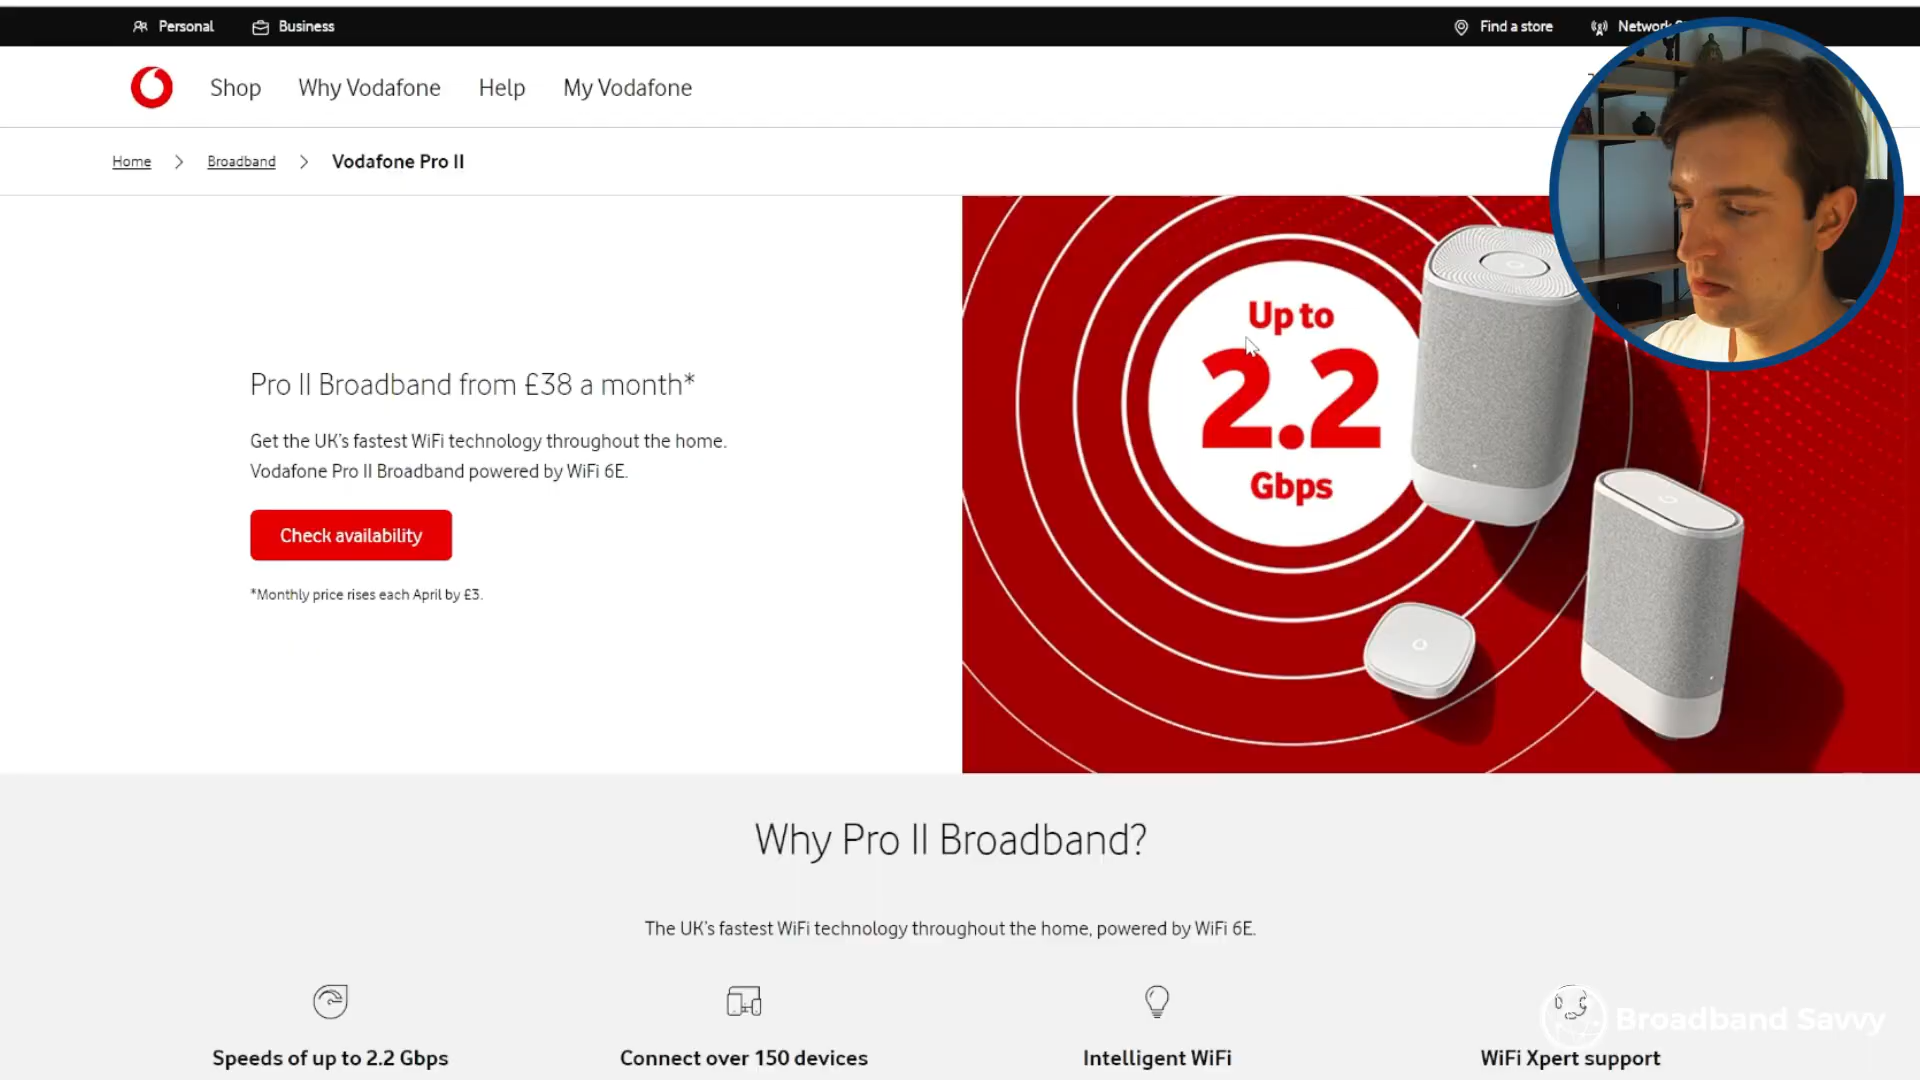 Personal
Business
Find a store
Network
Shop
Why Vodafone
Help
My Vodafone
Home
Broadband
Vodafone Pro II
Pro II Broadband from £38 a month*
Get the UK's fastest WiFi technology throughout the home.
Vodafone Pro II Broadband powered by WiFi 6E.
Check availability
*Monthly price rises each April by £3.
Up to
2.2
Gbps
Why Pro II Broadband?
The UK's fastest WiFi technology throughout the home, powered by WiFi 6E.
Speeds of up to 2.2 Gbps
Connect over 150 devices
Intelligent WiFi
WiFi Xpert support
Broadband Savvy